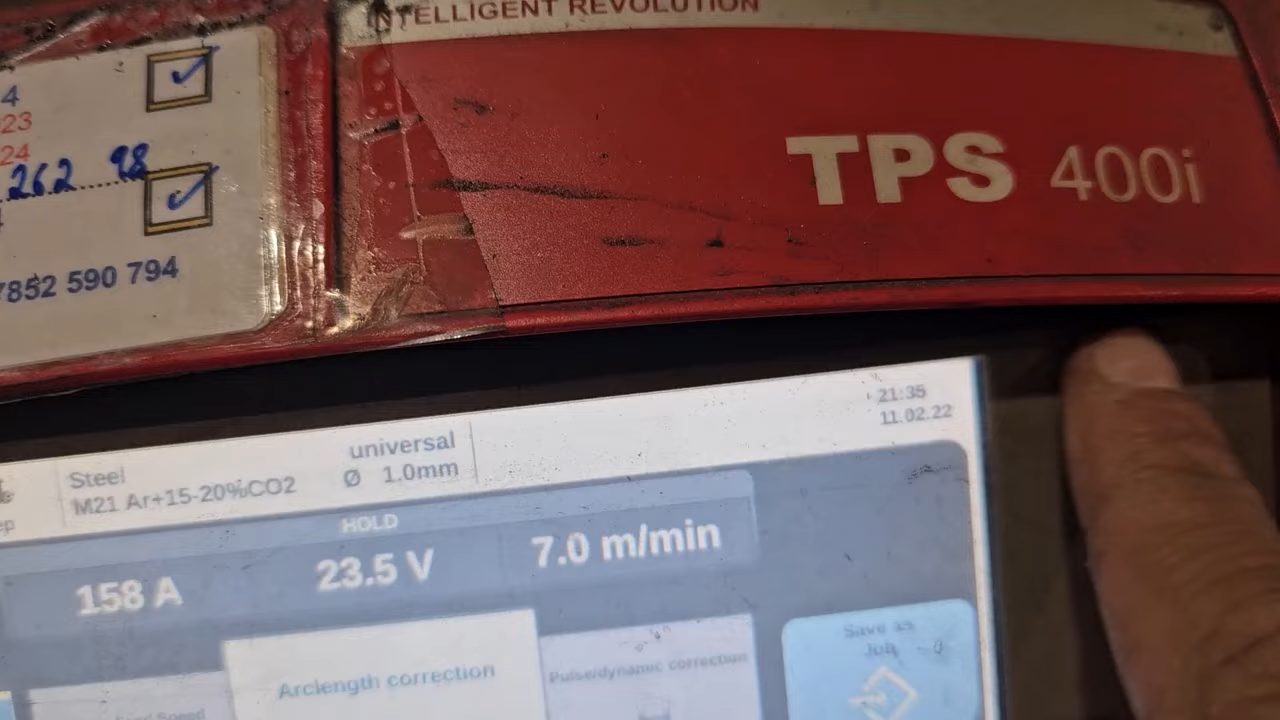 INTELLIGENT REVOLUTION
TPS 400i
4
23
24
262 98
7852 590 794
21:35
11.02.22
Steel
M21 Ar+15-20%CO2
universal
Ø 1.0mm
ep
HOLD
158 A
23.5 V
7.0 m/min
Arclength correction
Pulse/dynamic correction
Save as
Job
Speed